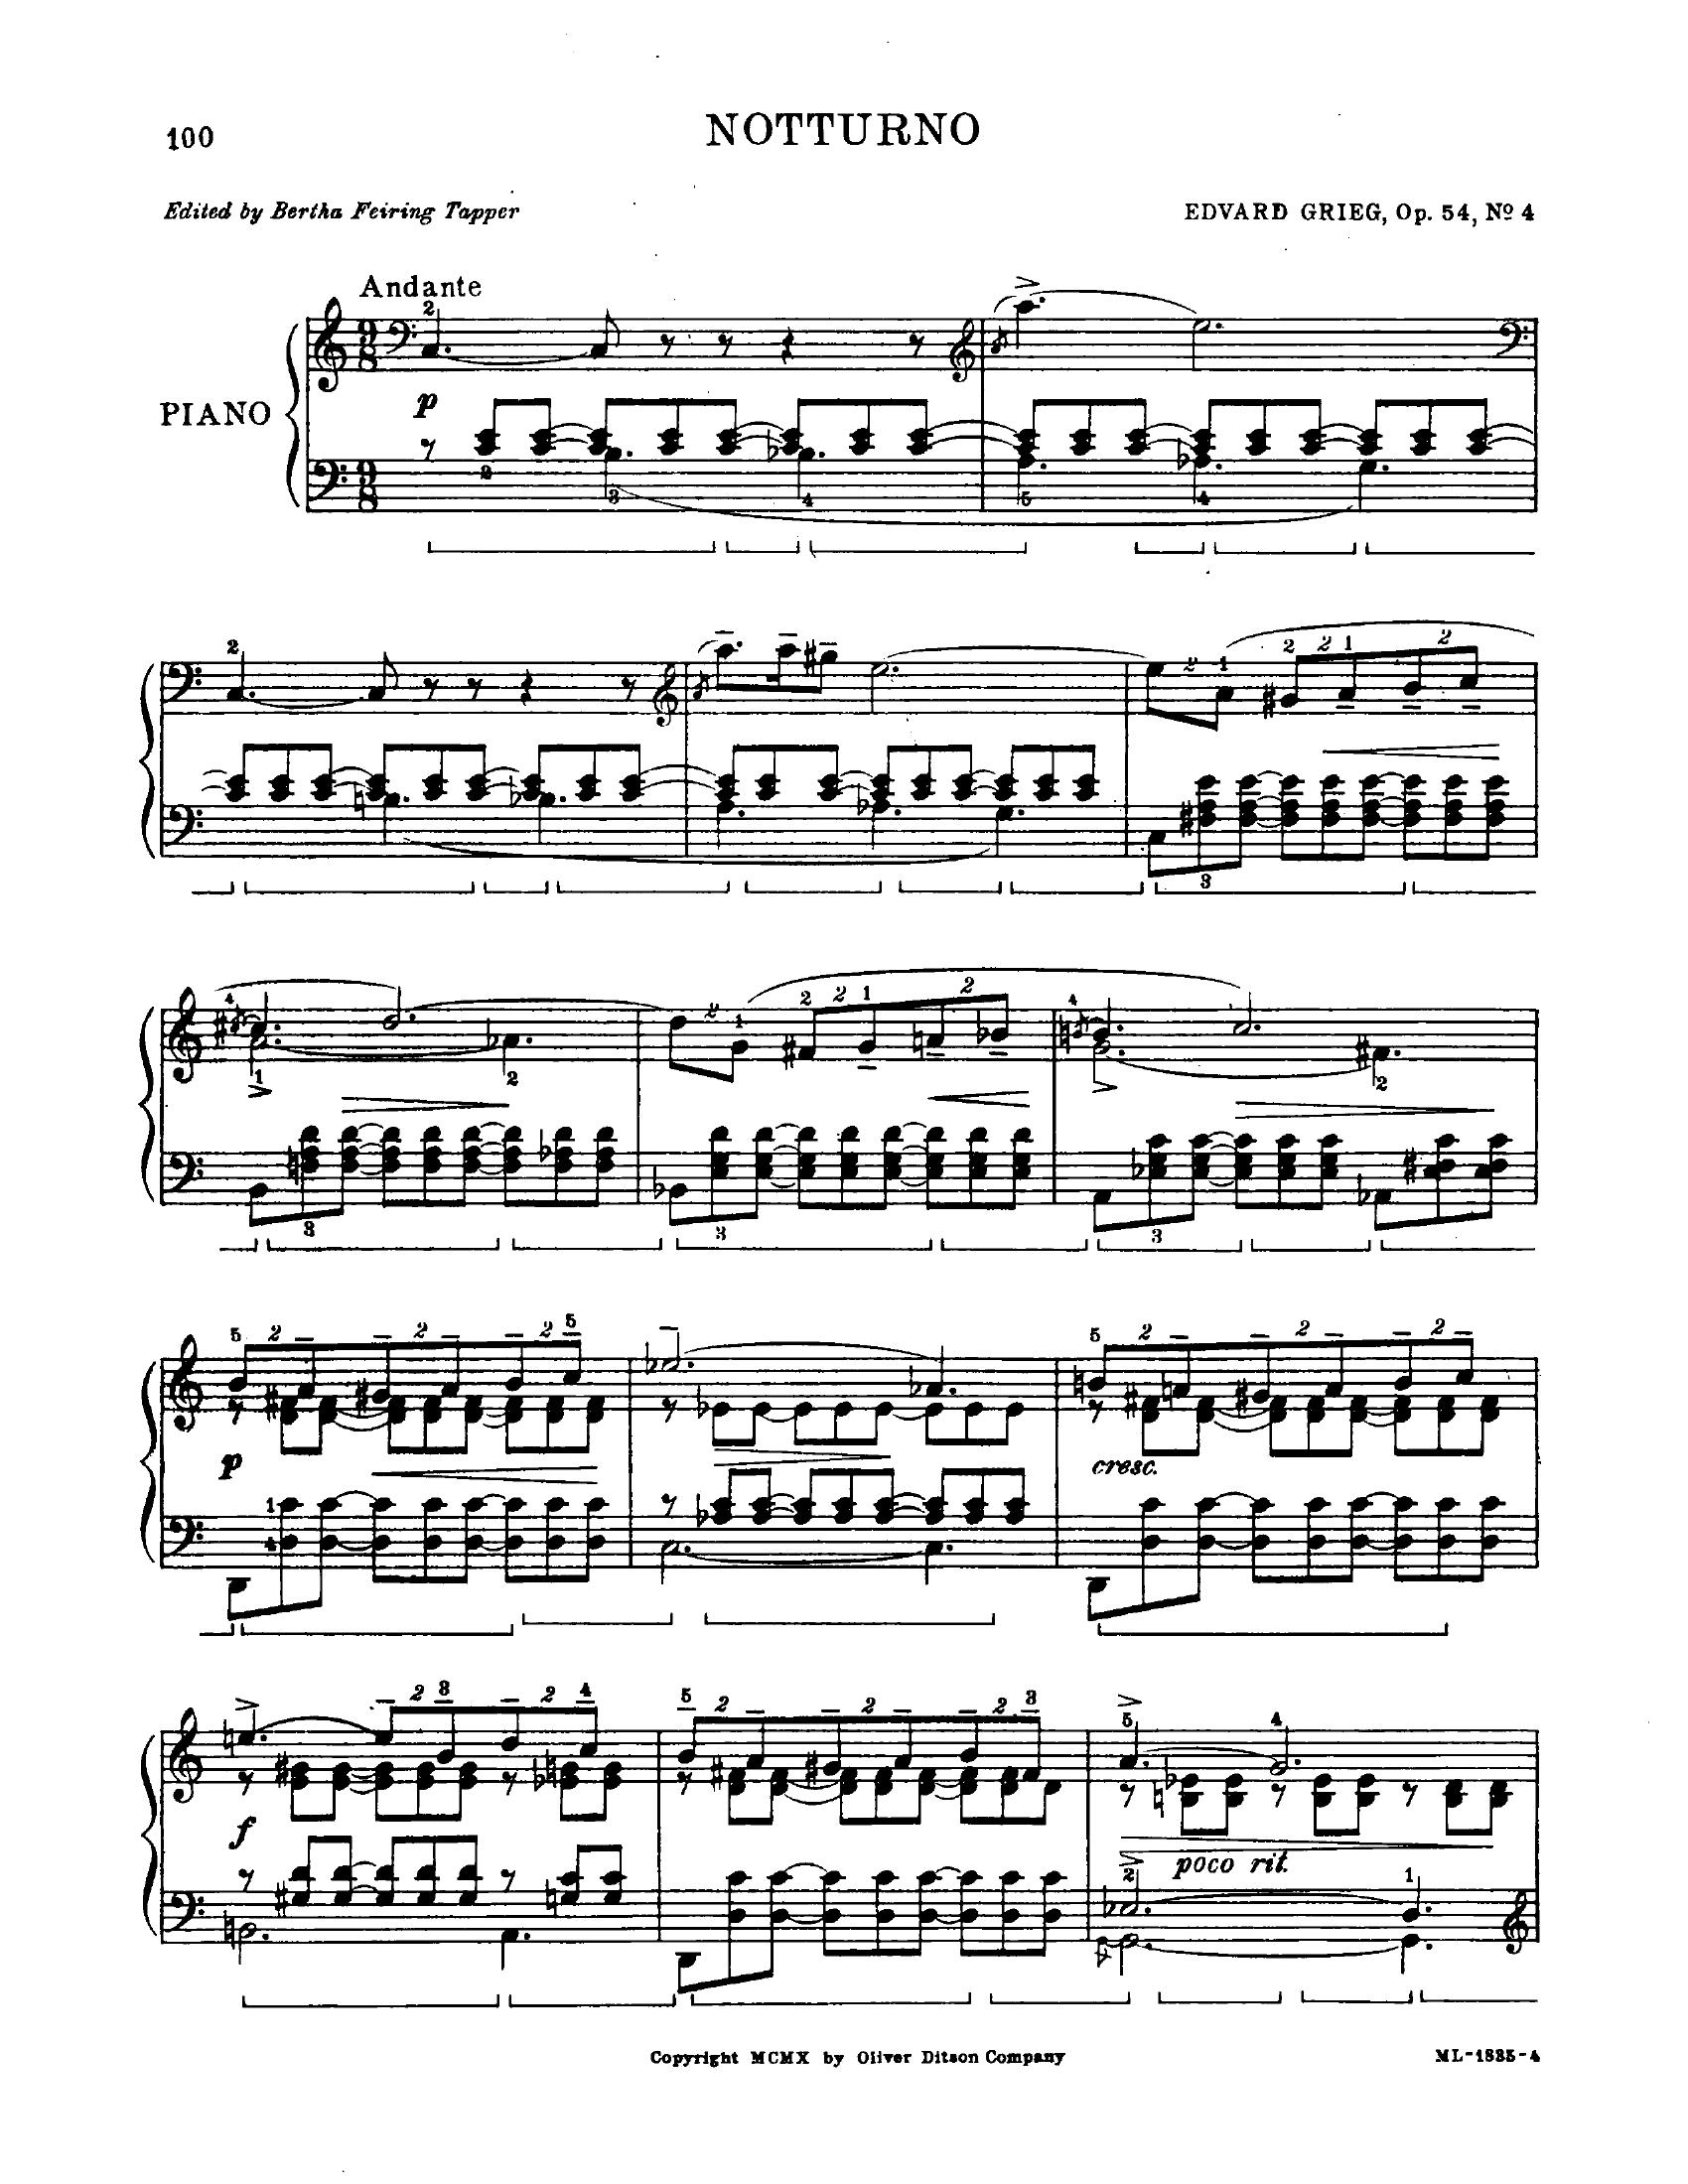 100
NOTTURNO
Edited by Bertha Feiring Tapper
EDVARD GRIEG, Op. 54, Nº 4
Andante
PIANO
p
p
cresc.
f
poco rit.
Copyright MCMX by Oliver Ditson Company
ML-1335-4